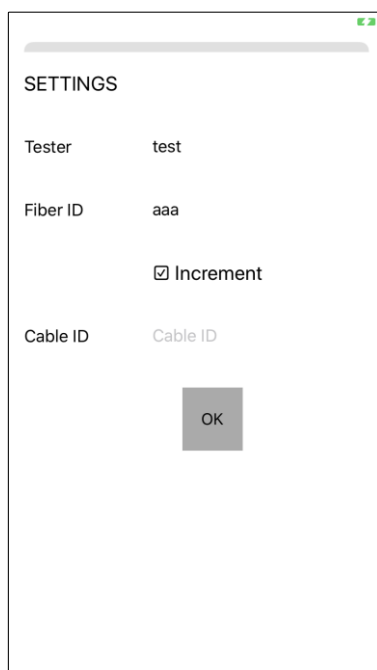 SETTINGS
Tester test
Fiber ID aaa
☑ Increment
Cable ID Cable ID
OK